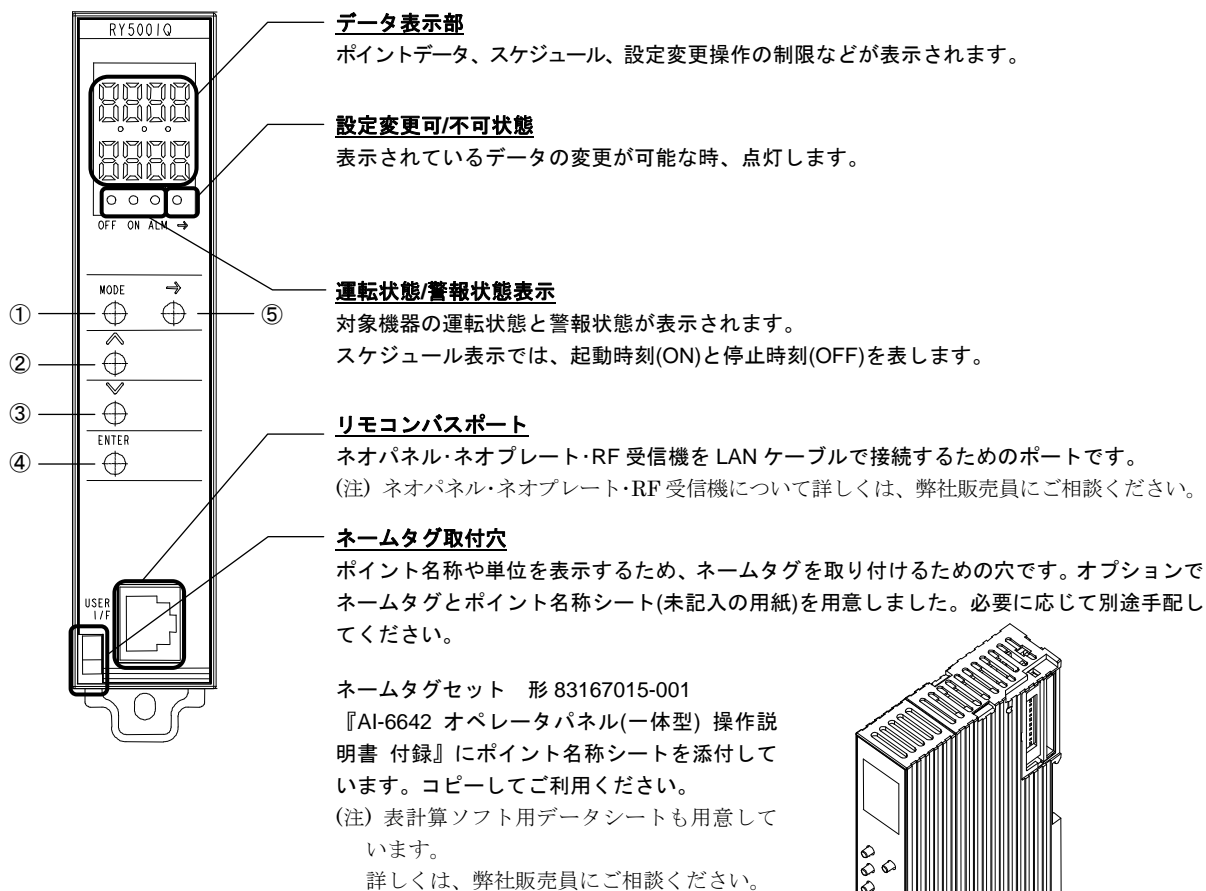 RY5001Q
OFF ON ALM ⇒
MODE ⇒
ENTER
USER
I/F
①
②
③
④
⑤
データ表示部
ポイントデータ、スケジュール、設定変更操作の制限などが表示されます。
設定変更可/不可状態
表示されているデータの変更が可能な時、点灯します。
運転状態/警報状態表示
対象機器の運転状態と警報状態が表示されます。
スケジュール表示では、起動時刻(ON)と停止時刻(OFF)を表します。
リモコンバスポート
ネオパネル･ネオプレート･RF 受信機を LAN ケーブルで接続するためのポートです。
(注) ネオパネル･ネオプレート･RF 受信機について詳しくは、弊社販売員にご相談ください。
ネームタグ取付穴
ポイント名称や単位を表示するため、ネームタグを取り付けるための穴です。オプションで
ネームタグとポイント名称シート(未記入の用紙)を用意しました。必要に応じて別途手配し
てください。
ネームタグセット　形 83167015-001
『AI-6642 オペレータパネル(一体型) 操作説
明書 付録』にポイント名称シートを添付して
います。コピーしてご利用ください。
(注) 表計算ソフト用データシートも用意して
います。
詳しくは、弊社販売員にご相談ください。